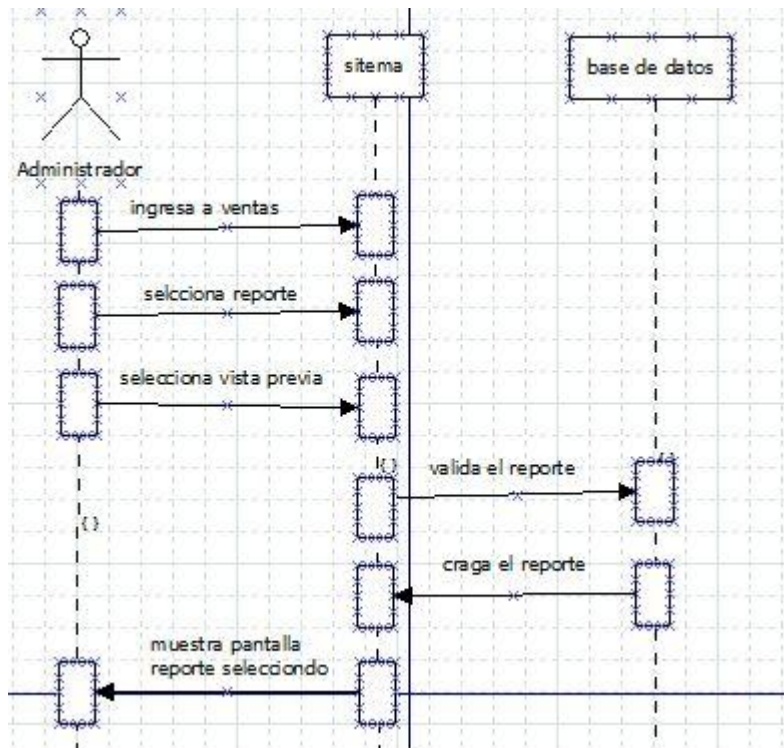 sitema
base de datos
Administrador
ingresa a ventas
selcciona reporte
selecciona vista previa
{}
valida el reporte
{}
craga el reporte
muestra pantalla
reporte selecciondo